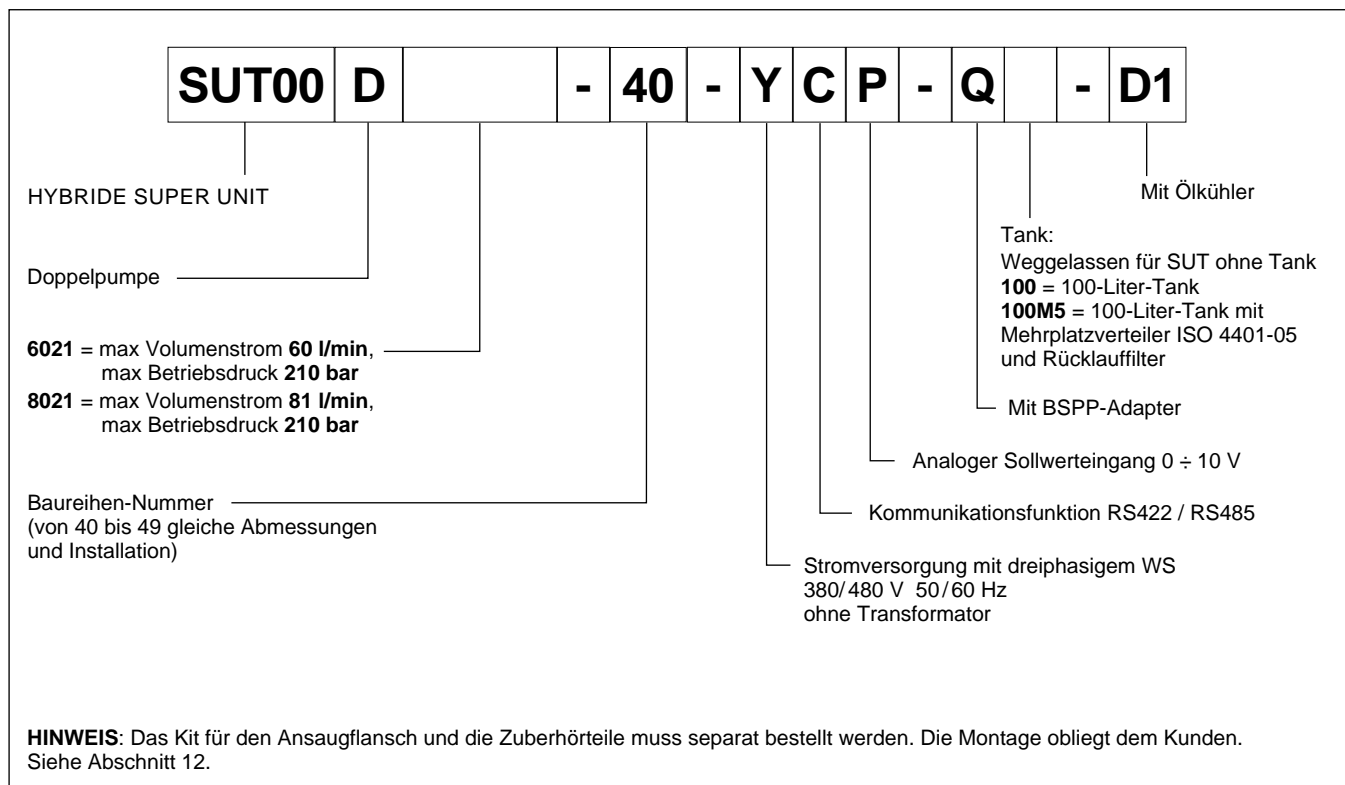 SUT00 D - 40 - Y C P - Q - D1
HYBRIDE SUPER UNIT
Doppelpumpe
6021 = max Volumenstrom 60 l/min,
max Betriebsdruck 210 bar
8021 = max Volumenstrom 81 l/min,
max Betriebsdruck 210 bar
Baureihen-Nummer
(von 40 bis 49 gleiche Abmessungen
und Installation)
Mit Ölkühler
Tank:
Weggelassen für SUT ohne Tank
100 = 100-Liter-Tank
100M5 = 100-Liter-Tank mit
Mehrplatzverteiler ISO 4401-05
und Rücklauffilter
Mit BSPP-Adapter
Analoger Sollwerteingang 0 ÷ 10 V
Kommunikationsfunktion RS422 / RS485
Stromversorgung mit dreiphasigem WS
380/480 V 50/60 Hz
ohne Transformator
HINWEIS: Das Kit für den Ansaugflansch und die Zuberhörteile muss separat bestellt werden. Die Montage obliegt dem Kunden.
Siehe Abschnitt 12.